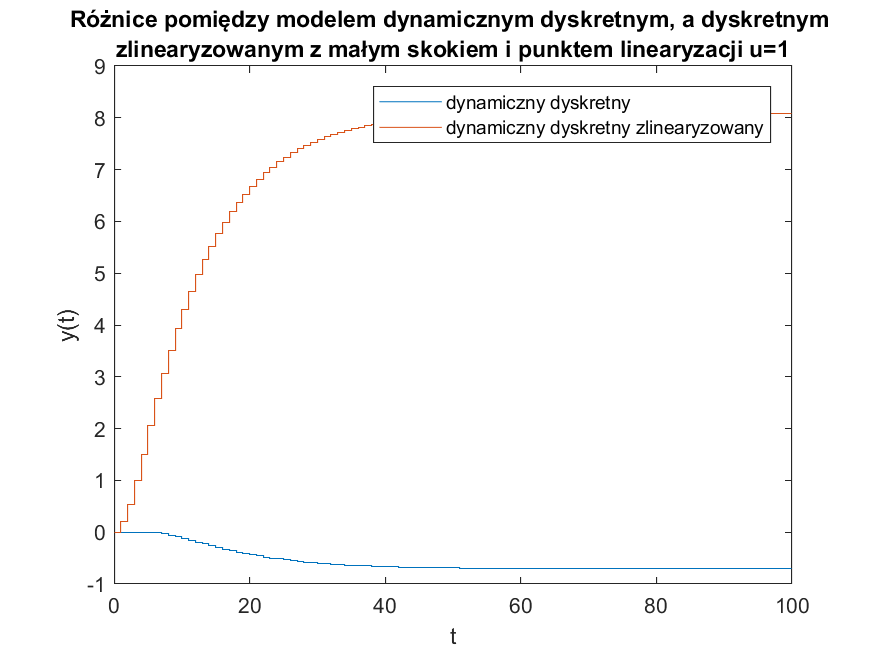 Różnice pomiędzy modelem dynamicznym dyskretnym, a dyskretnym
zlinearyzowanym z małym skokiem i punktem linearyzacji u=1
9
8
7
6
5
4
3
2
1
0
-1
y(t)
dynamiczny dyskretny
dynamiczny dyskretny zlinearyzowany
0 20 40 60 80 100
t